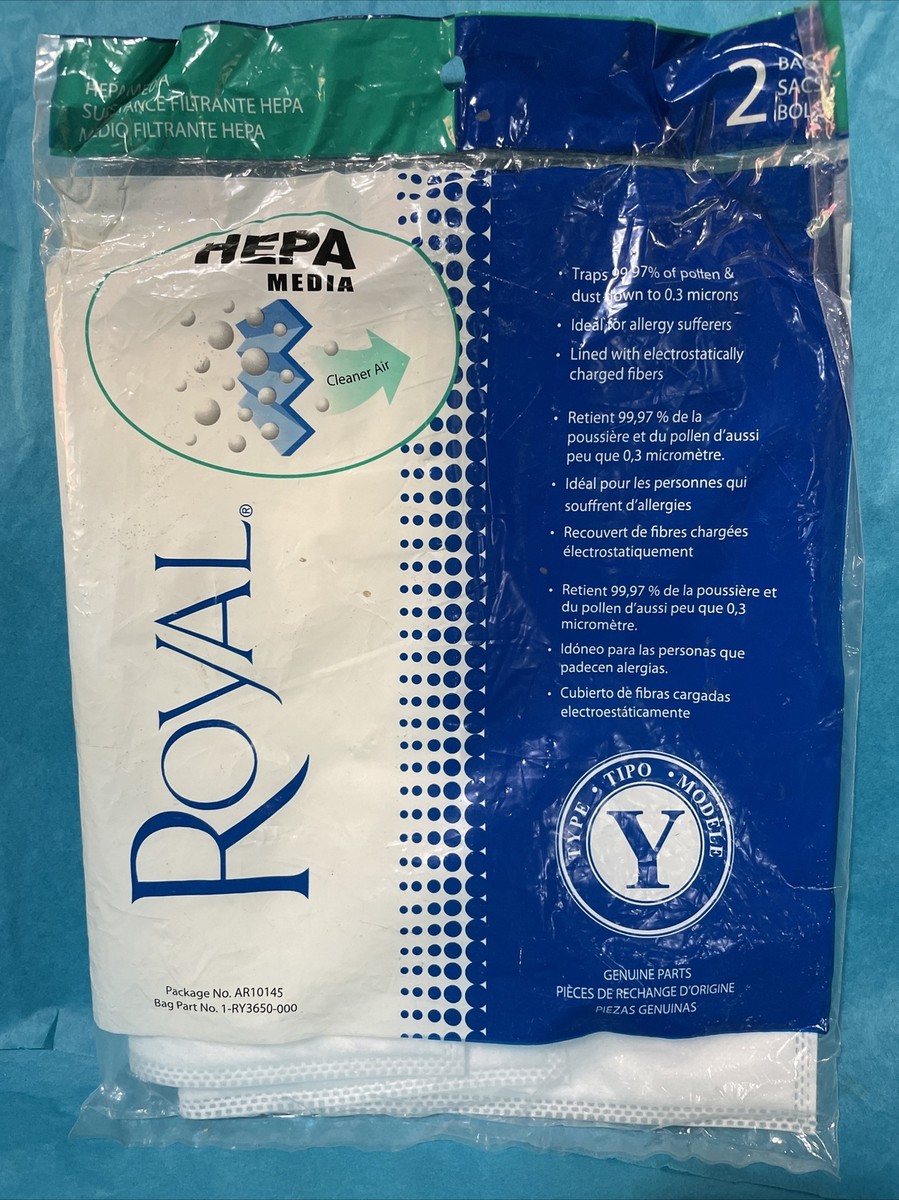 HEPA MEDIA
SUBSTANCE FILTRANTE HEPA
MEDIO FILTRANTE HEPA
2
BAGS
SACS
HEPA
MEDIA
Cleaner Air
ROYAL®
Package No. AR10145
Bag Part No. 1-RY3650-000
• Traps 99.97% of pollen &
dust down to 0.3 microns
• Ideal for allergy sufferers
• Lined with electrostatically
charged fibers
• Retient 99,97 % de la
poussière et du pollen d'aussi
peu que 0,3 micromètre.
• Idéal pour les personnes qui
souffrent d'allergies
• Recouvert de fibres chargées
électrostatiquement
• Retient 99,97 % de la poussière et
du pollen d'aussi peu que 0,3
micromètre.
• Idóneo para las personas que
padecen alergias.
• Cubierto de fibras cargadas
electroestáticamente
TYPE • TIPO • MODÈLE
Y
GENUINE PARTS
PIÈCES DE RECHANGE D'ORIGINE
PIEZAS GENUINAS